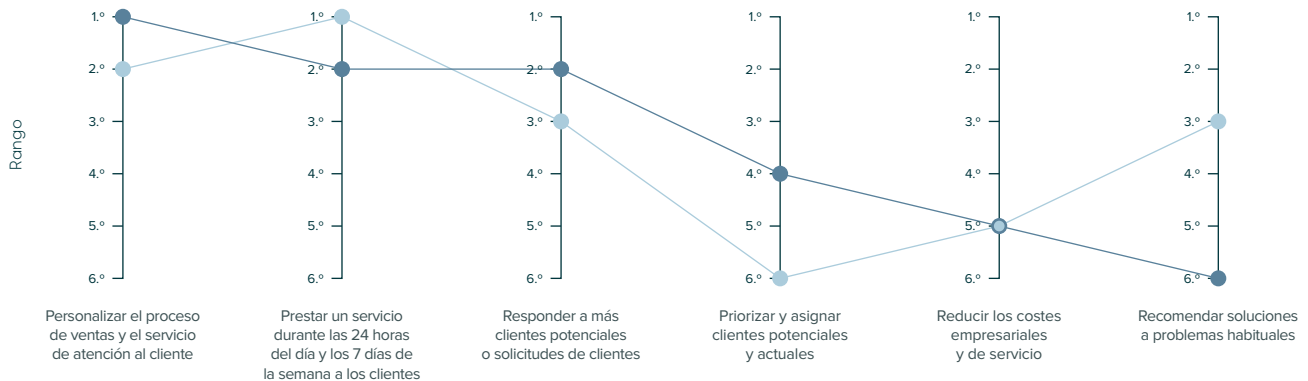 Rango
1.º
2.º
3.º
4.º
5.º
6.º
1.º
2.º
3.º
4.º
5.º
6.º
1.º
2.º
3.º
4.º
5.º
6.º
1.º
2.º
3.º
4.º
5.º
6.º
1.º
2.º
3.º
4.º
5.º
6.º
1.º
2.º
3.º
4.º
5.º
6.º
Personalizar el proceso
de ventas y el servicio
de atención al cliente
Prestar un servicio
durante las 24 horas
del día y los 7 días de
la semana a los clientes
Responder a más
clientes potenciales
o solicitudes de clientes
Priorizar y asignar
clientes potenciales
y actuales
Reducir los costes
empresariales
y de servicio
Recomendar soluciones
a problemas habituales